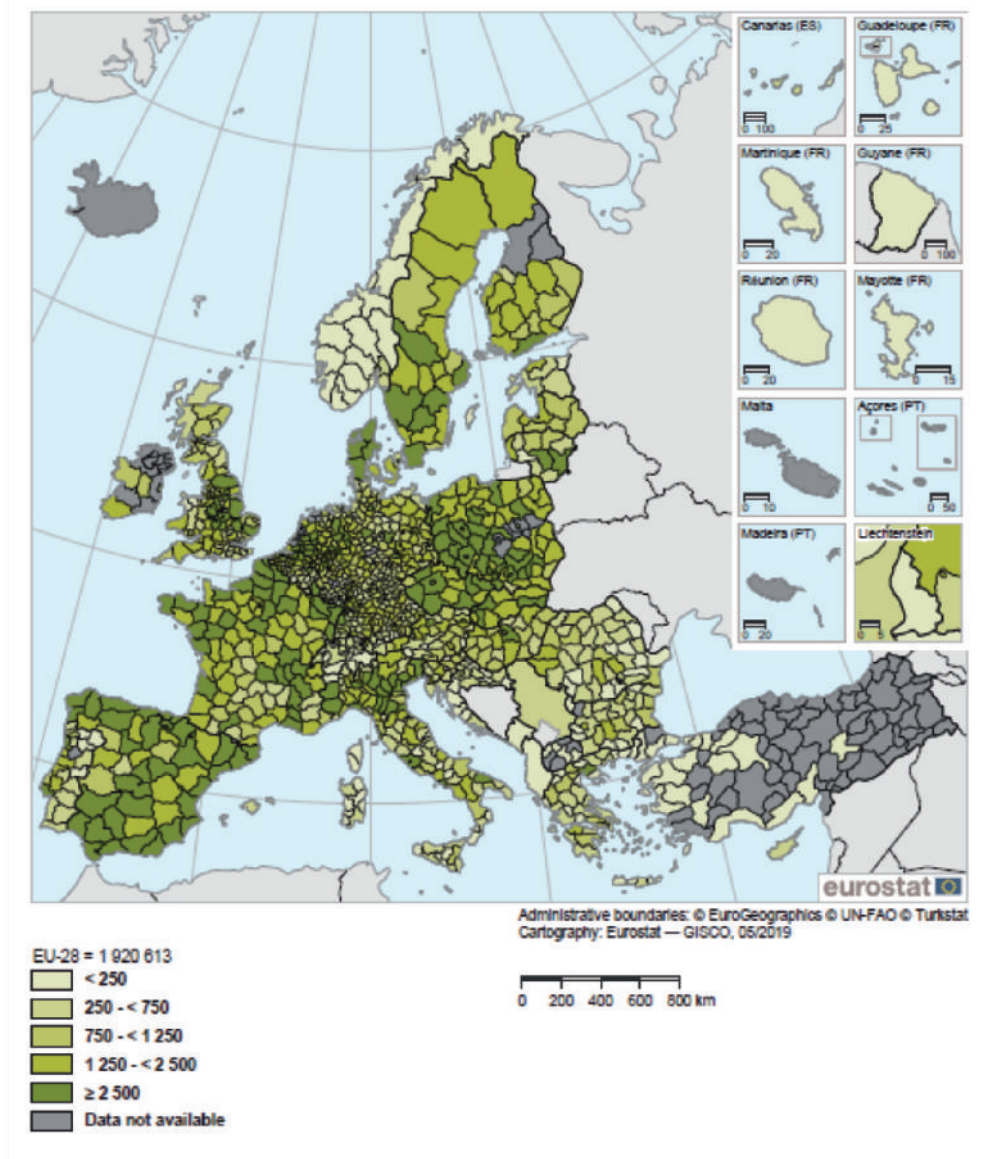 Canarias (ES)
0 100
Guadeloupe (FR)
0 25
Martinique (FR)
0 20
Guyane (FR)
0 100
Réunion (FR)
0 20
Mayotte (FR)
0 15
Malta
0 10
Açores (PT)
0 50
Madeira (PT)
0 20
Liechtenstein
0 5
eurostat
Administrative boundaries: © EuroGeographics © UN-FAO © Turkstat
Cartography: Eurostat — GISCO, 05/2019
EU-28 = 1 920 613
< 250
250 - < 750
750 - < 1 250
1 250 - < 2 500
≥ 2 500
Data not available
0 200 400 600 800 km